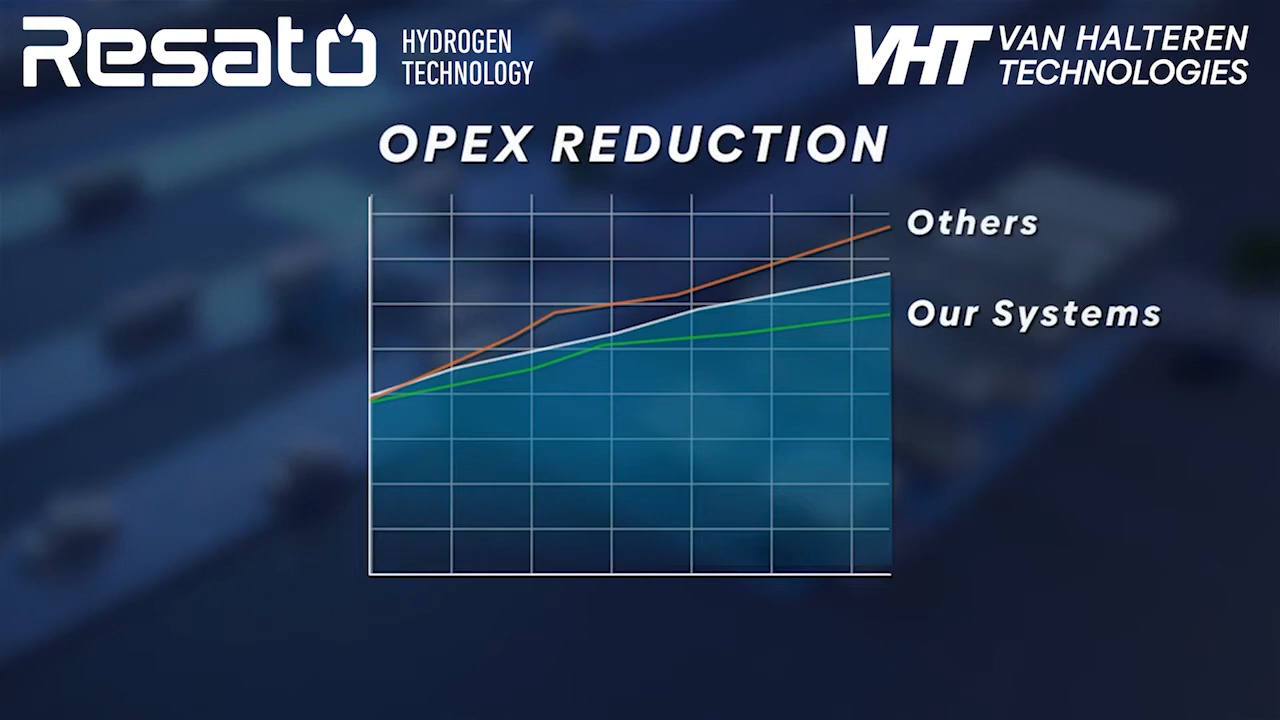 Resato
HYDROGEN
TECHNOLOGY
VHT
VAN HALTEREN
TECHNOLOGIES
OPEX REDUCTION
Others
Our Systems